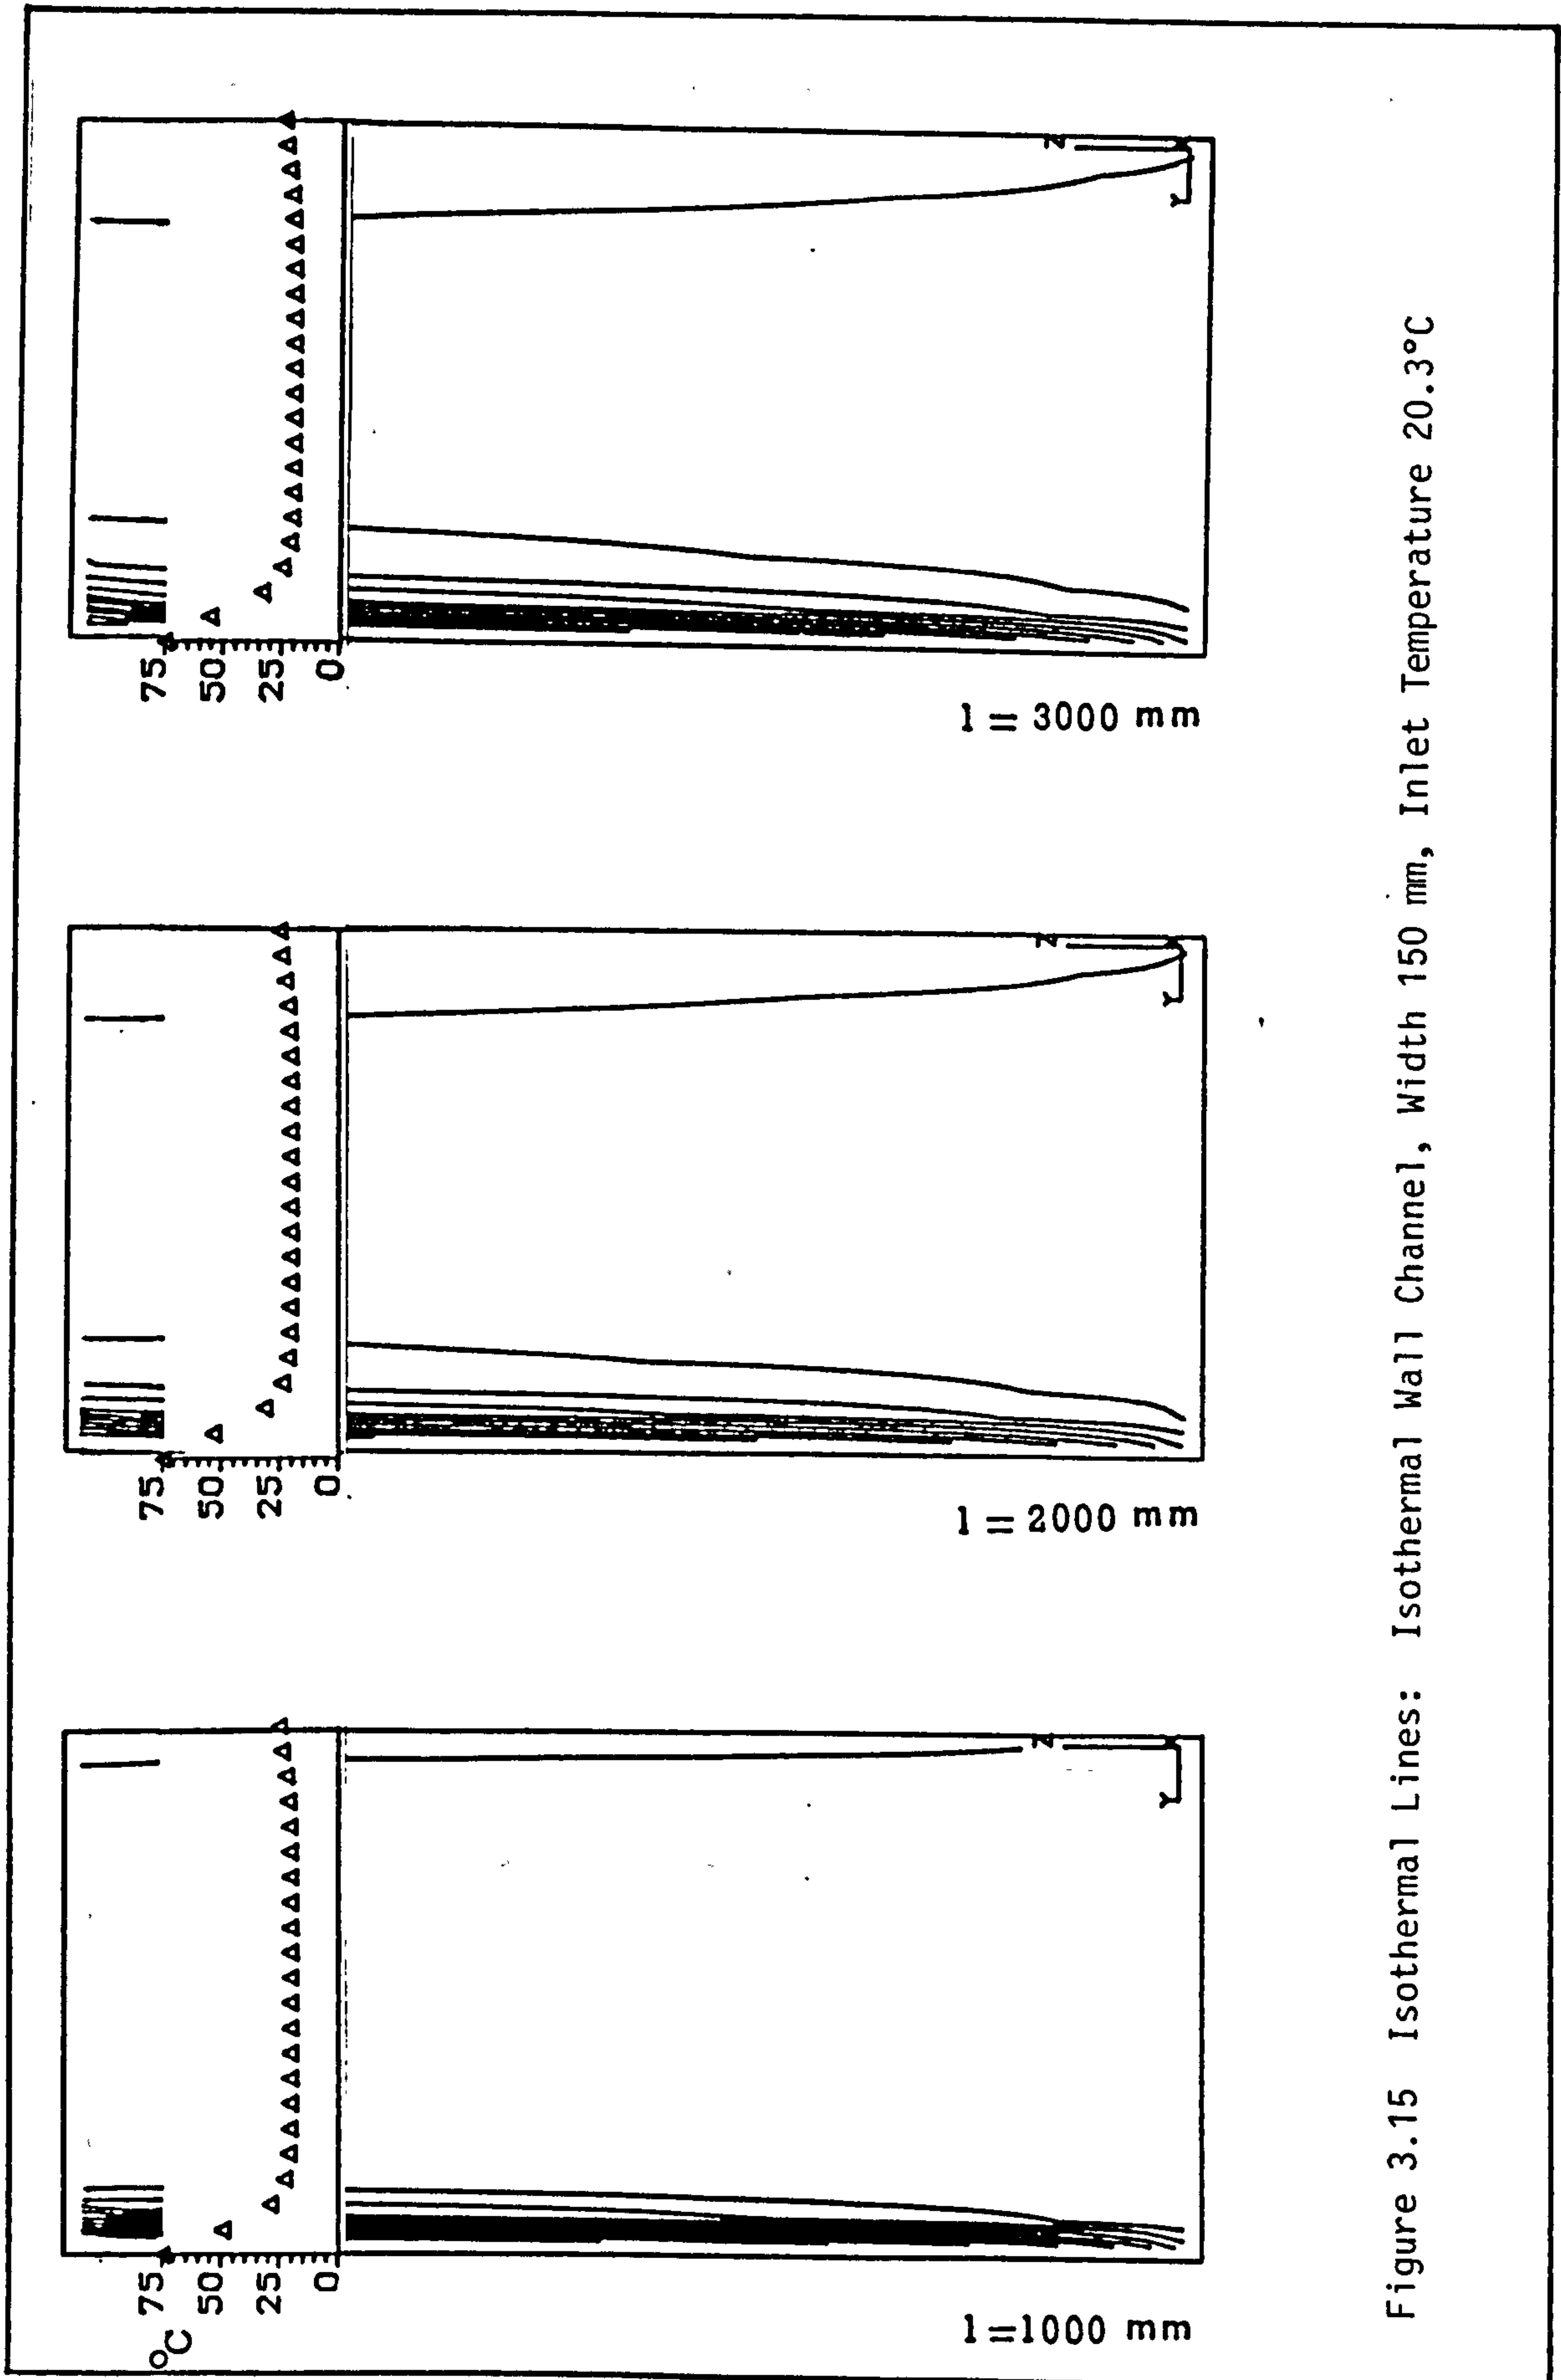 °C
75
50
25
0
Z
Y
l=1000 mm
75
50
25
0
Z
Y
l=2000 mm
75
50
25
0
Z
Y
l=3000 mm
Figure 3.15 Isothermal Lines: Isothermal Wall Channel, Width 150 mm, Inlet Temperature 20.3°C